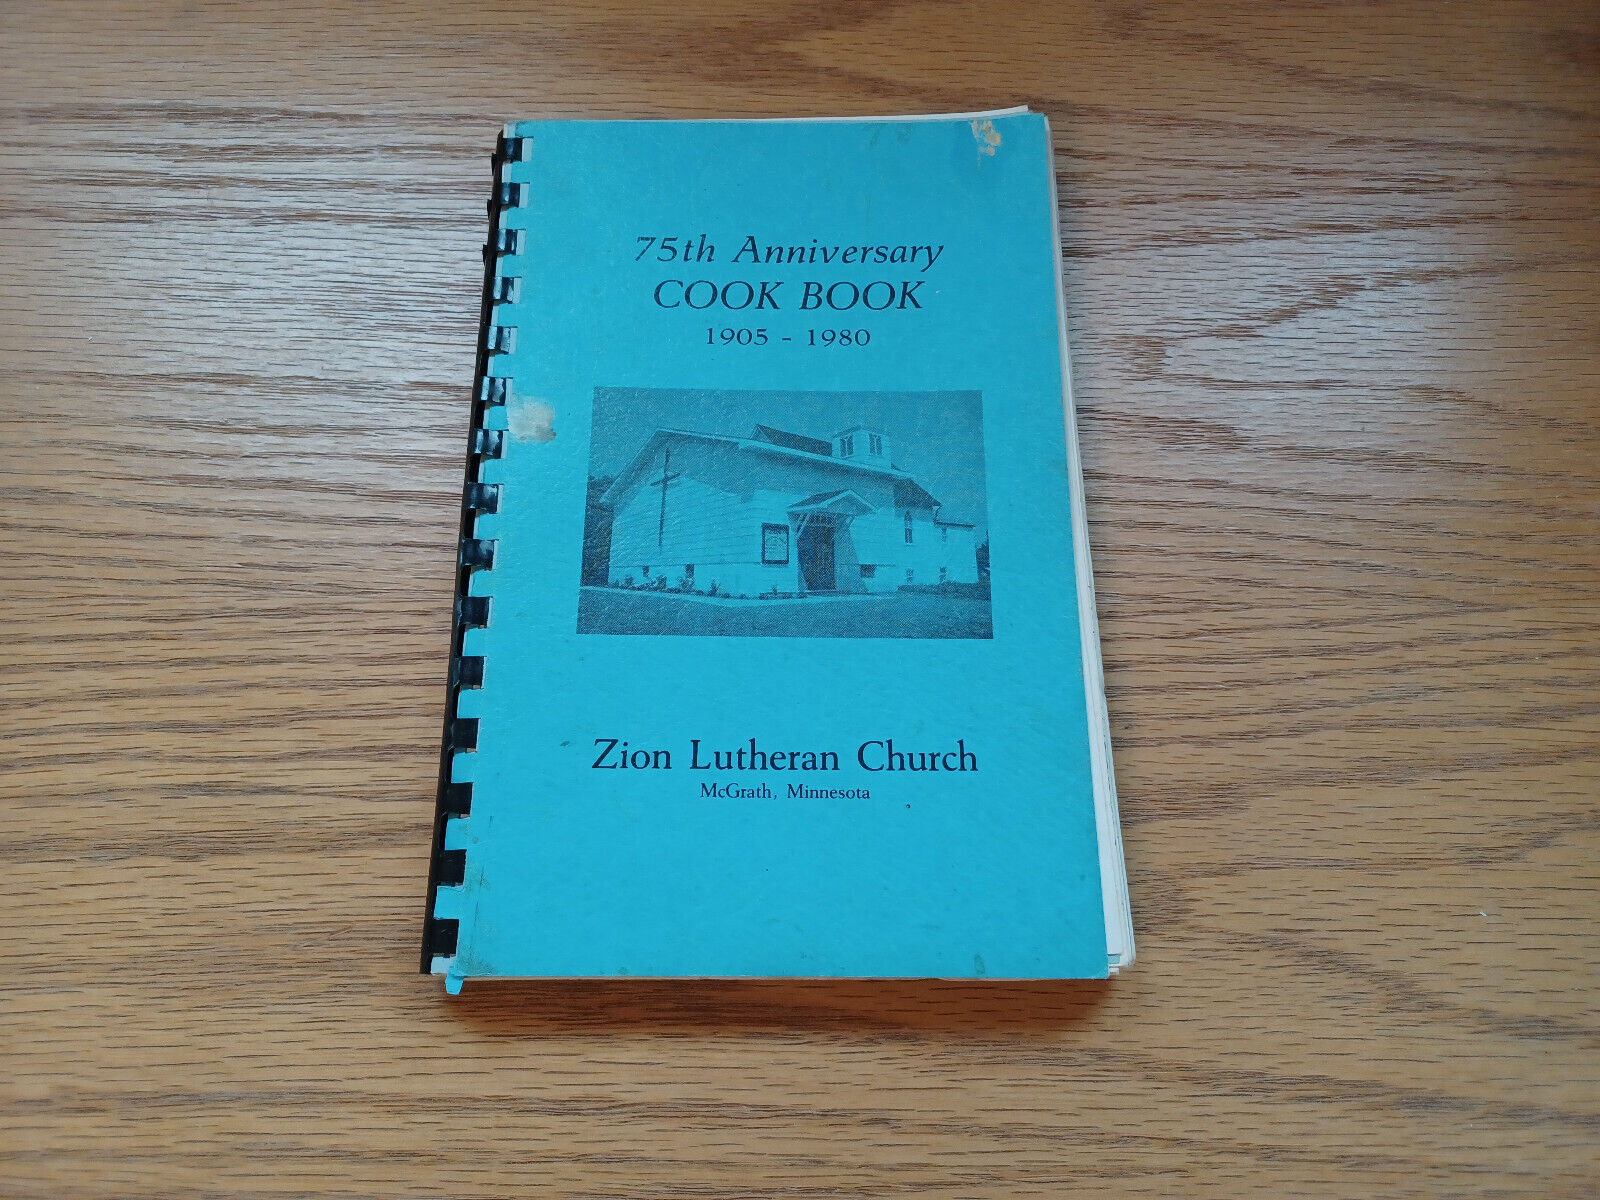 75th Anniversary
COOK BOOK
1905 - 1980
Zion Lutheran Church
McGrath, Minnesota